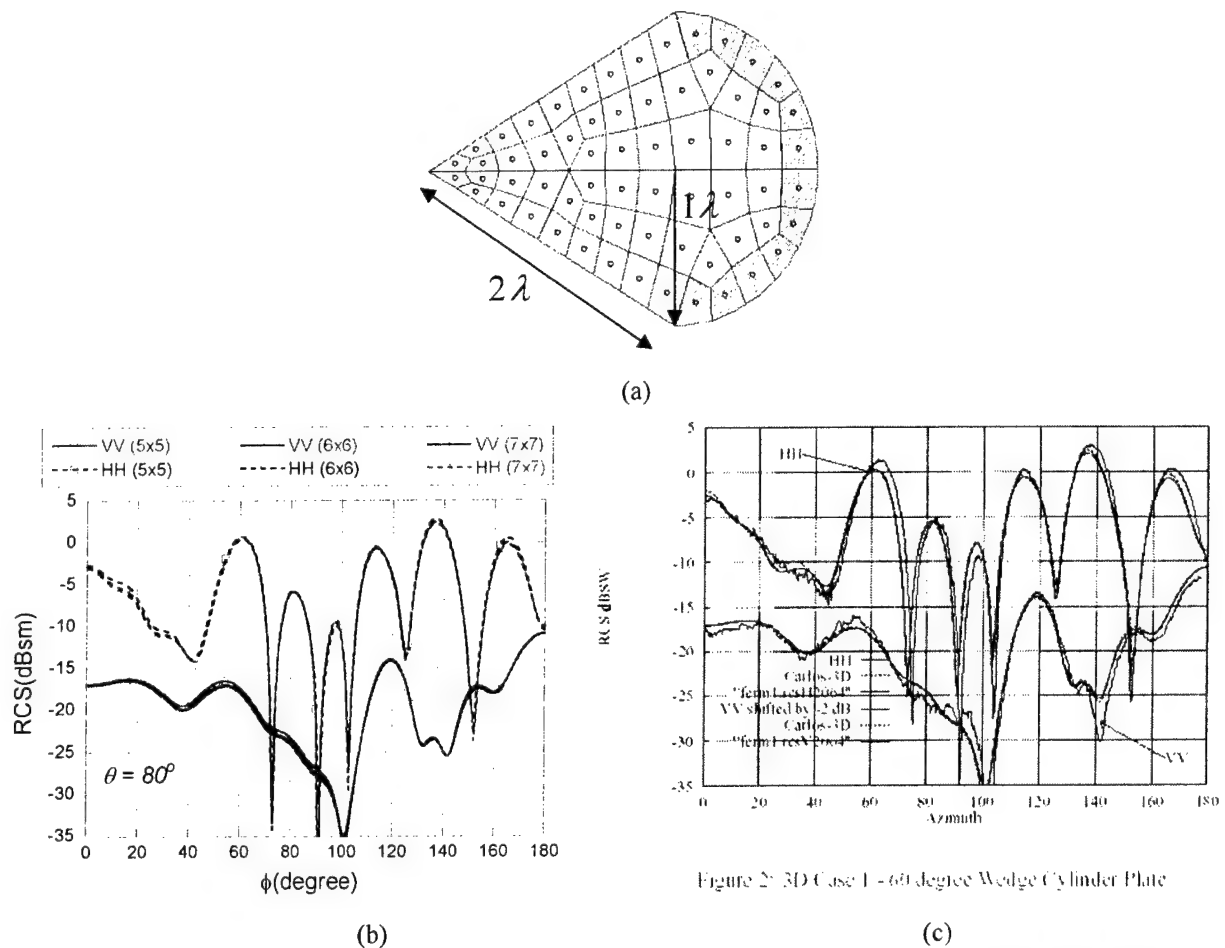 1λ
2λ
(a)
VV (5x5) VV (6x6) VV (7x7)
HH (5x5) HH (6x6) HH (7x7)
5
0
-5
-10
-15
-20
-25
-30
-35
RCS(dBsm)
θ = 80°
0 20 40 60 80 100 120 140 160 180
ϕ(degree)
(b)
5
0
-5
-10
-15
-20
-25
-30
-35
RCS dBSW
HH
HH
Carlos-3D
VV shifted by -2 dB
Carlos-3D
VV
0 20 40 60 80 100 120 140 160 180
Azimuth
Figure 2: 3D Case 1 - 60 degree Wedge Cylinder Plate
(c)